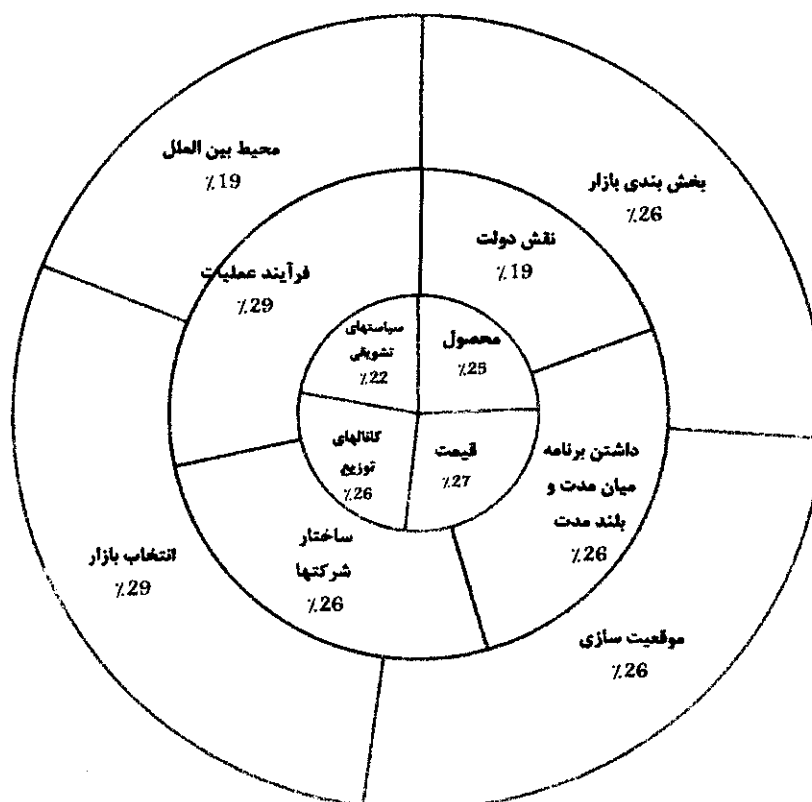 محیط بین الملل
٪19
بخش بندی بازار
٪26
نقش دولت
٪19
فرآیند عملیات
٪29
سیاستهای
تشویقی
٪22
محصول
٪25
کانالهای
توزیع
٪26
قیمت
٪27
داشتن برنامه
میان مدت و
بلند مدت
٪26
ساختار
شرکتها
٪26
انتخاب بازار
٪29
موقعیت سازی
٪26